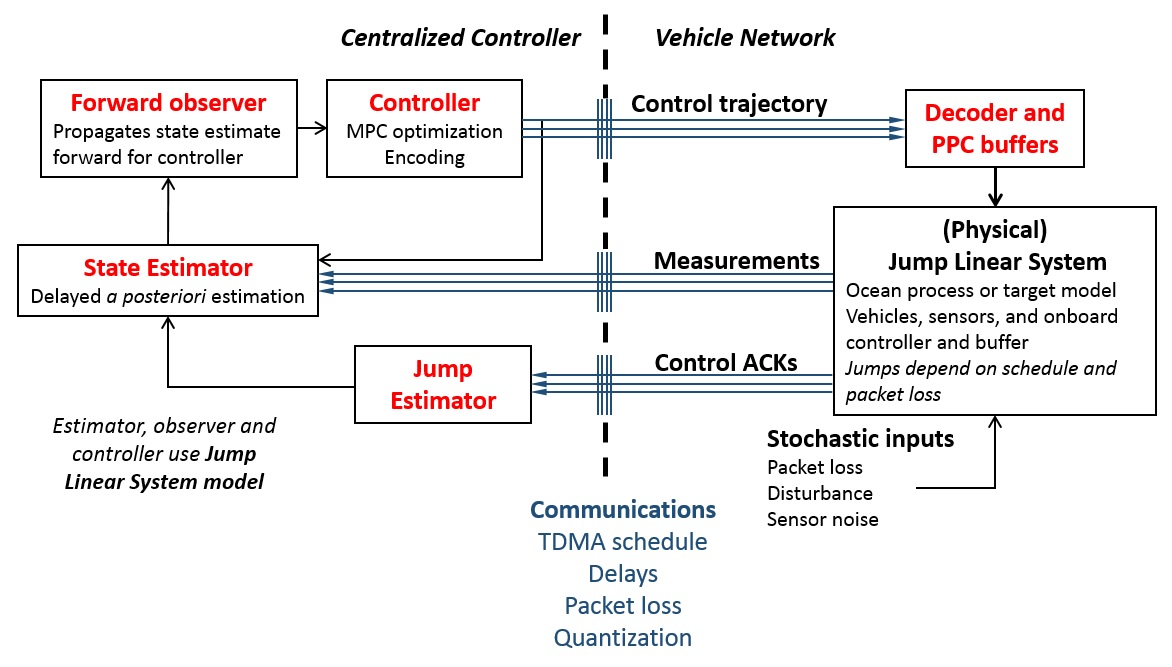 Centralized Controller
Vehicle Network
Forward observer
Propagates state estimate
forward for controller
Controller
MPC optimization
Encoding
Control trajectory
Decoder and
PPC buffers
State Estimator
Delayed a posteriori estimation
Measurements
(Physical)
Jump Linear System
Ocean process or target model
Vehicles, sensors, and onboard
controller and buffer
Jumps depend on schedule and
packet loss
Jump
Estimator
Control ACKs
Estimator, observer and
controller use Jump
Linear System model
Stochastic inputs
Packet loss
Disturbance
Sensor noise
Communications
TDMA schedule
Delays
Packet loss
Quantization